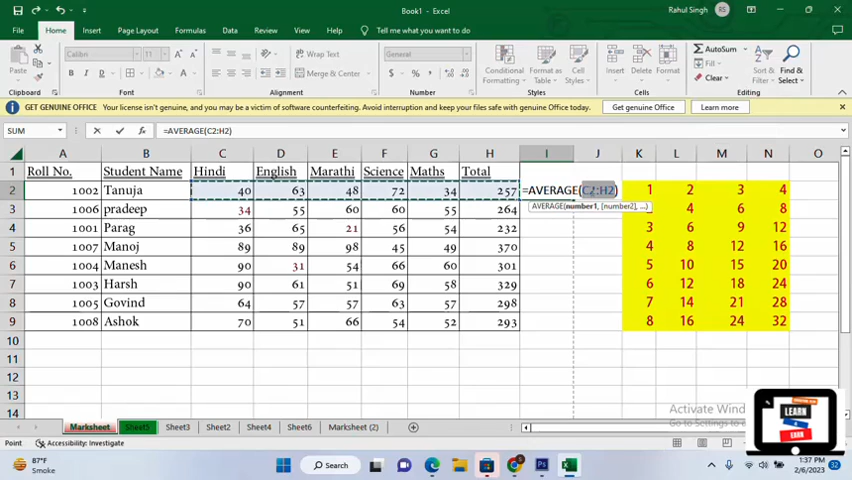 Book1 - Excel
Rahul Singh
RS
File Home Insert Page Layout Formulas Data Review View Help Tell me what you want to do
Share
Paste
Calibri 11
Wrap Text
General
Conditional Formatting
Format as Table
Cell Styles
Insert Delete Format
AutoSum
Fill
Clear
Sort & Filter
Find & Select
B I U
Merge & Center
$ %
Clipboard Font Alignment Number Styles Cells Editing
GET GENUINE OFFICE Your license isn't genuine, and you may be a victim of software counterfeiting. Avoid interruption and keep your files safe with genuine Office today. Get genuine Office Learn more
SUM fx =AVERAGE(C2:H2)
A B C D E F G H I J K L M N O
1 Roll No. Student Name Hindi English Marathi Science Maths Total
2 1002 Tanuja 40 63 48 72 34 257 =AVERAGE(C2:H2) 1 2 3 4
AVERAGE(number1, [number2], ...)
3 1006 pradeep 34 55 60 60 55 264 4 6 8
4 1001 Parag 36 65 21 56 54 232 3 6 9 12
5 1007 Manoj 89 89 98 45 49 370 4 8 12 16
6 1004 Manesh 90 31 54 66 60 301 5 10 15 20
7 1003 Harsh 90 61 51 69 58 329 6 12 18 24
8 1005 Govind 64 57 57 63 57 298 7 14 21 28
9 1008 Ashok 70 51 66 54 52 293 8 16 24 32
10
11
12
13
14
Activate Wind
Go to Settings to a
LEARN
&
EARN
Marksheet Sheet5 Sheet3 Sheet2 Sheet4 Sheet6 Marksheet (2)
Point Accessibility: Investigate
87°F
Smoke
Search
1:37 PM
2/6/2023
32